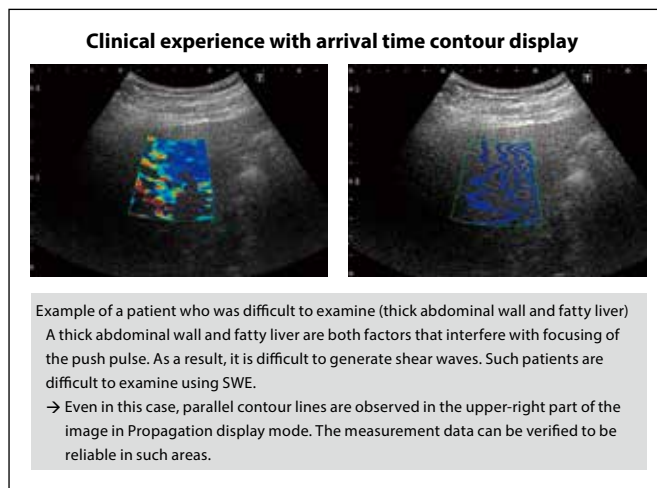 Clinical experience with arrival time contour display
Example of a patient who was difficult to examine (thick abdominal wall and fatty liver)
A thick abdominal wall and fatty liver are both factors that interfere with focusing of
the push pulse. As a result, it is difficult to generate shear waves. Such patients are
difficult to examine using SWE.
→ Even in this case, parallel contour lines are observed in the upper-right part of the
image in Propagation display mode. The measurement data can be verified to be
reliable in such areas.